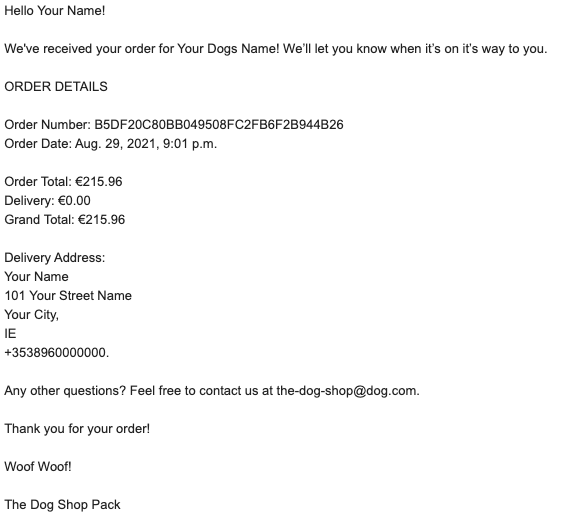 Hello Your Name!
We've received your order for Your Dogs Name! We’ll let you know when it’s on it’s way to you.
ORDER DETAILS
Order Number: B5DF20C80BB049508FC2FB6F2B944B26
Order Date: Aug. 29, 2021, 9:01 p.m.
Order Total: €215.96
Delivery: €0.00
Grand Total: €215.96
Delivery Address:
Your Name
101 Your Street Name
Your City,
IE
+3538960000000.
Any other questions? Feel free to contact us at the-dog-shop@dog.com.
Thank you for your order!
Woof Woof!
The Dog Shop Pack